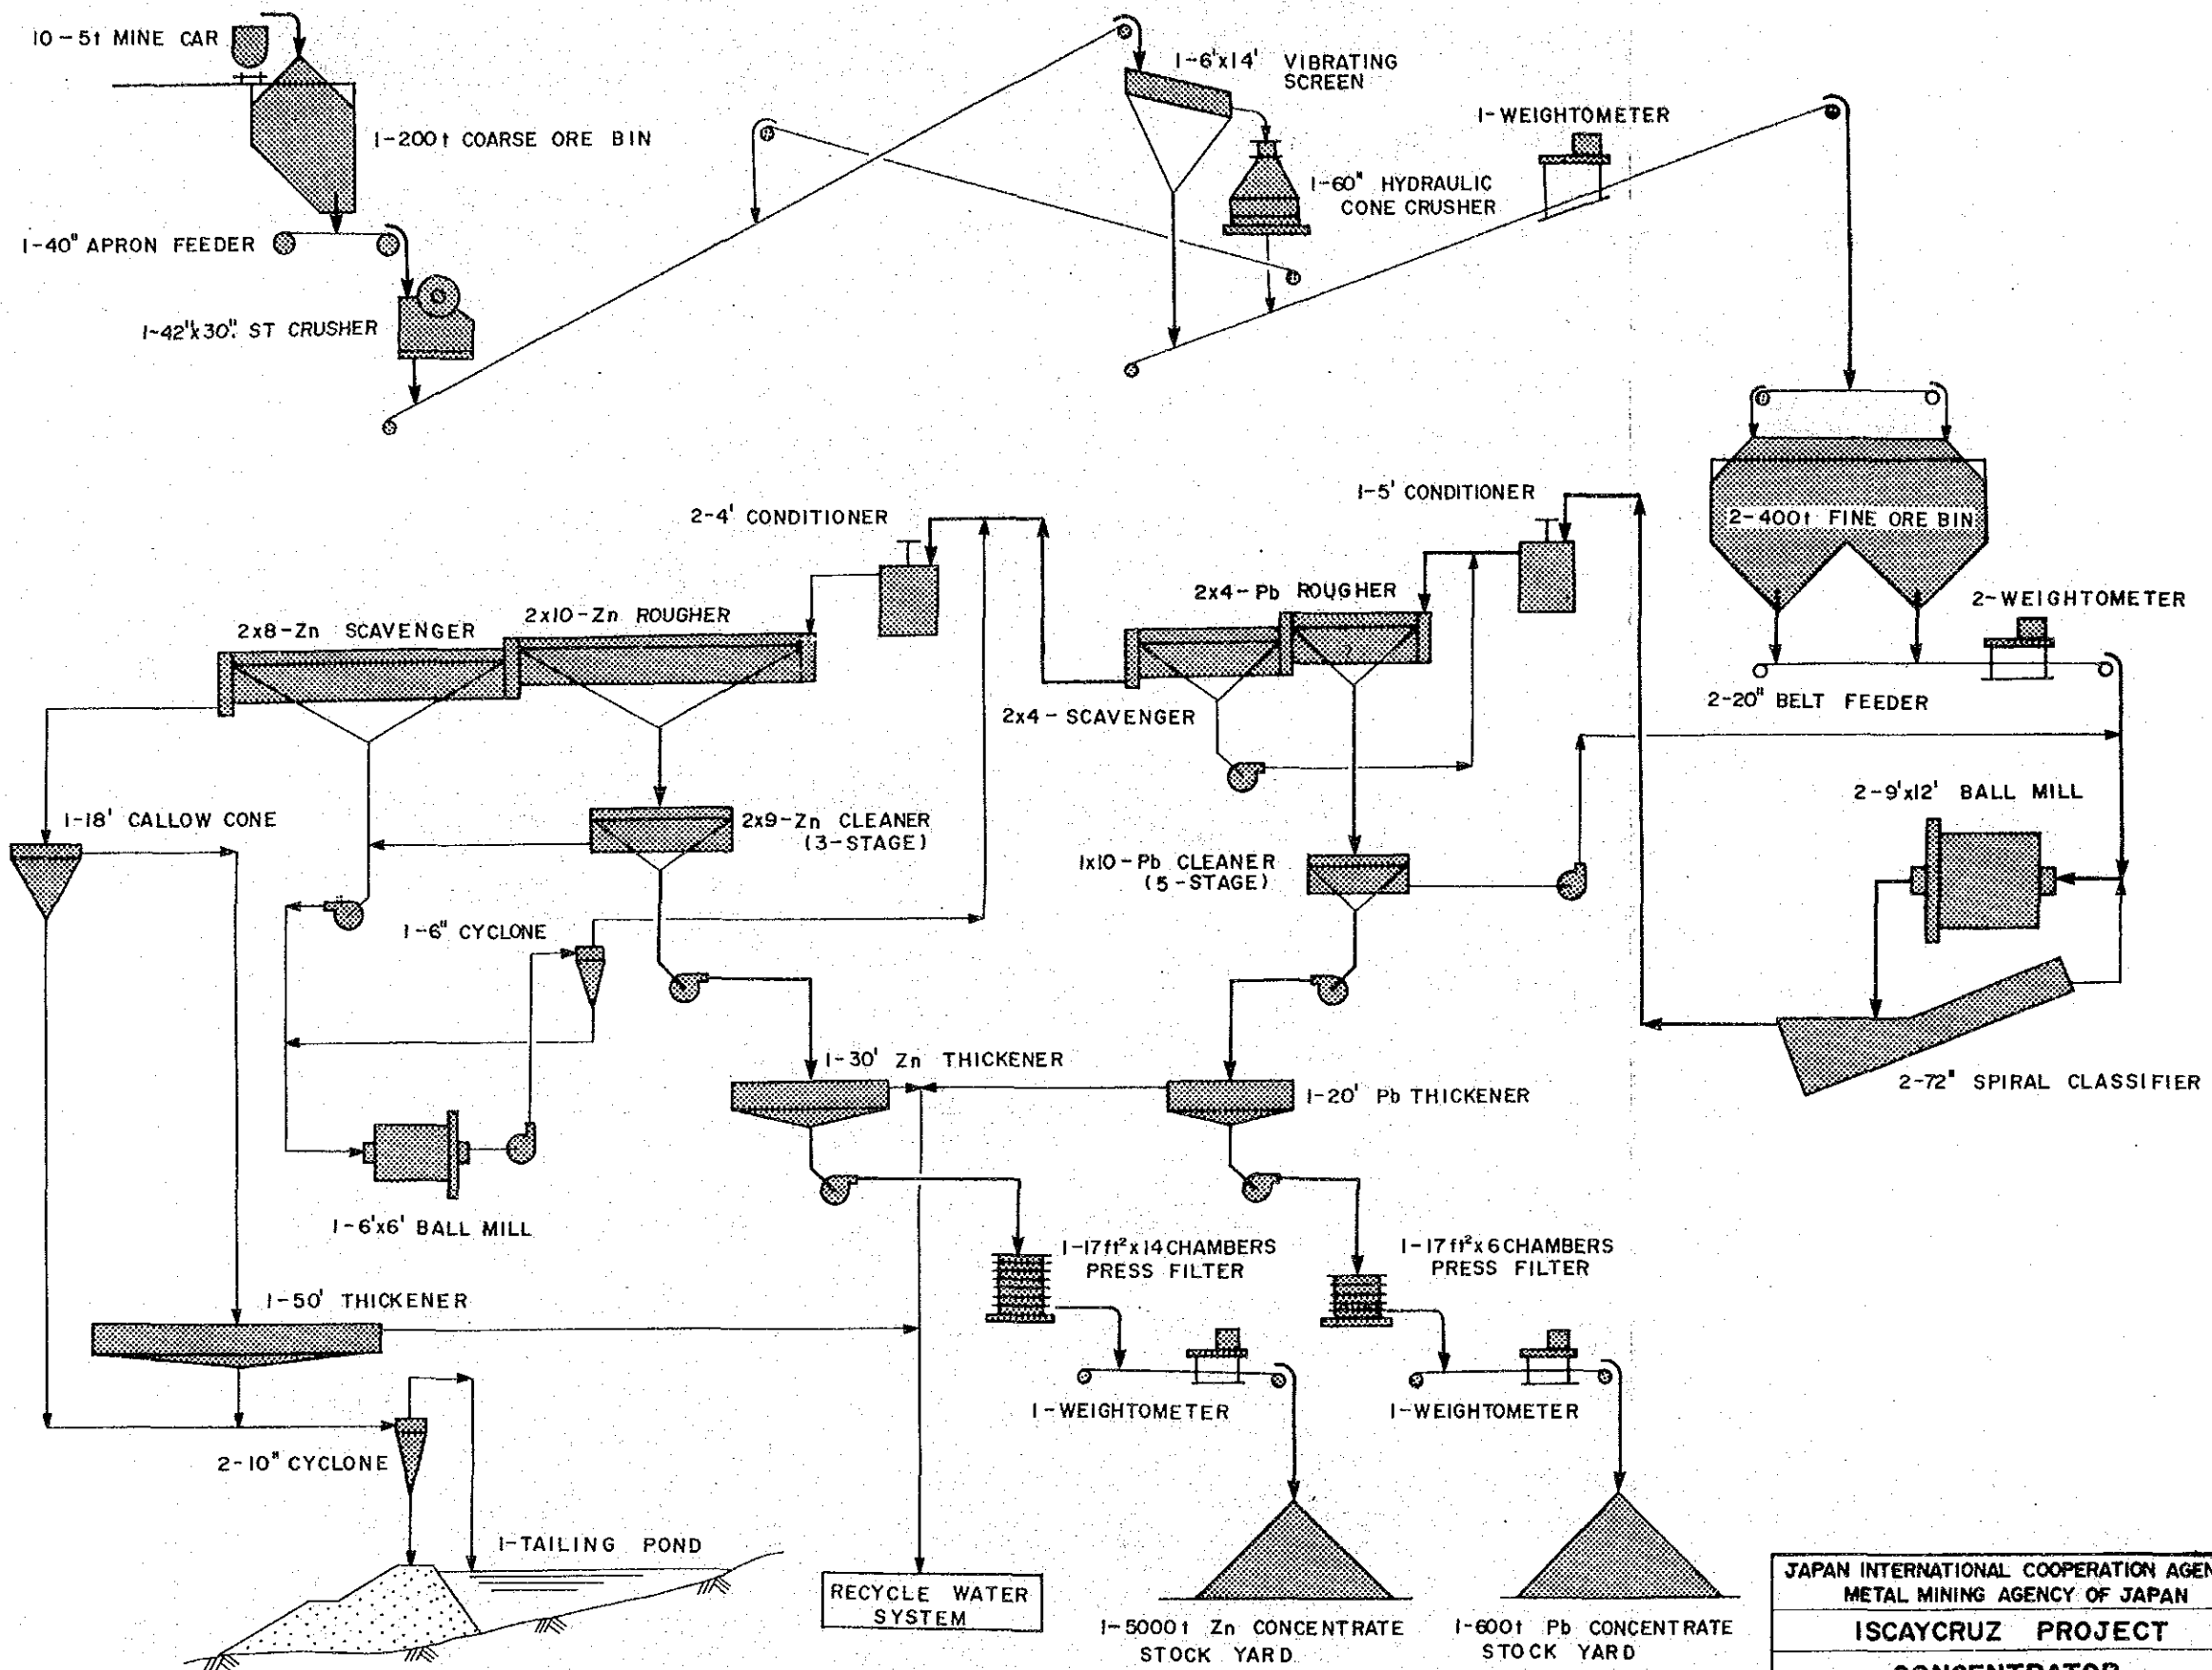 10-5t MINE CAR
1-200t COARSE ORE BIN
1-40" APRON FEEDER
1-42"x30" ST CRUSHER
1-6'x14' VIBRATING
SCREEN
1-60" HYDRAULIC
CONE CRUSHER
1-WEIGHTOMETER
2-400t FINE ORE BIN
2-WEIGHTOMETER
2-20" BELT FEEDER
2-9'x12' BALL MILL
2-72" SPIRAL CLASSIFIER
1-5' CONDITIONER
2x4-Pb ROUGHER
2x4-SCAVENGER
1x10-Pb CLEANER
(5-STAGE)
2-4' CONDITIONER
2x10-Zn ROUGHER
2x8-Zn SCAVENGER
2x9-Zn CLEANER
(3-STAGE)
1-18' CALLOW CONE
1-6" CYCLONE
1-6'x6' BALL MILL
1-30' Zn THICKENER
1-20' Pb THICKENER
1-17ft²x14 CHAMBERS
PRESS FILTER
1-17ft²x6 CHAMBERS
PRESS FILTER
1-50' THICKENER
1-WEIGHTOMETER
1-WEIGHTOMETER
2-10" CYCLONE
1-TAILING POND
RECYCLE WATER
SYSTEM
1-5000t Zn CONCENTRATE
STOCK YARD
1-600t Pb CONCENTRATE
STOCK YARD
JAPAN INTERNATIONAL COOPERATION AGEN
METAL MINING AGENCY OF JAPAN
ISCAYCRUZ PROJECT
CONCENTRATOR